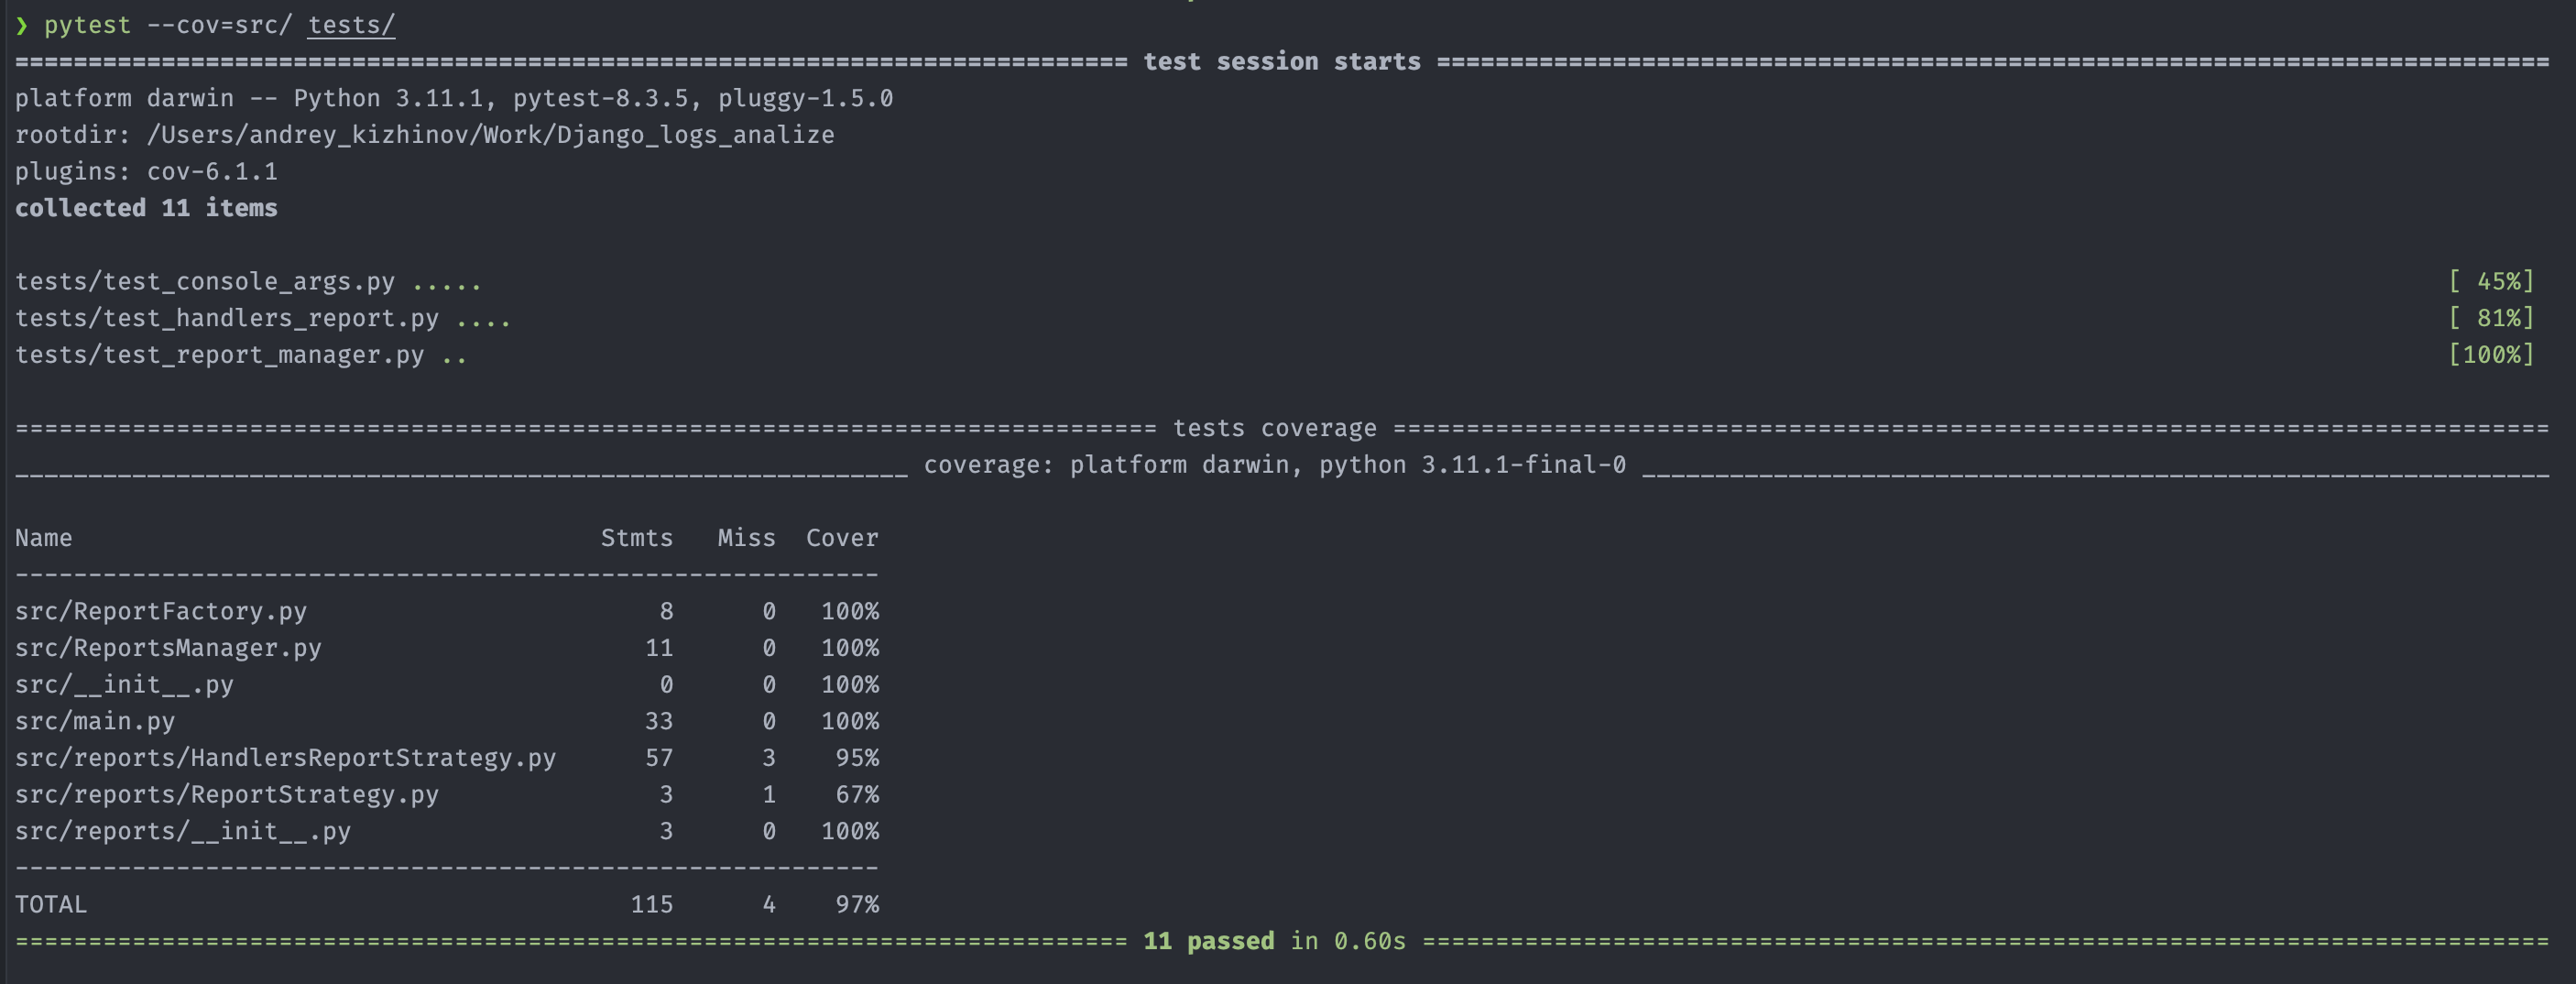 ❯ pytest --cov=src/ tests/
============================================================================ test session starts ============================================================================
platform darwin -- Python 3.11.1, pytest-8.3.5, pluggy-1.5.0
rootdir: /Users/andrey_kizhinov/Work/Django_logs_analize
plugins: cov-6.1.1
collected 11 items
tests/test_console_args.py ..... [ 45%]
tests/test_handlers_report.py .... [ 81%]
tests/test_report_manager.py .. [100%]
============================================================================== tests coverage ===============================================================================
_____________________________________________________________ coverage: platform darwin, python 3.11.1-final-0 ______________________________________________________________
Name Stmts Miss Cover
-----------------------------------------------------------
src/ReportFactory.py 8 0 100%
src/ReportsManager.py 11 0 100%
src/__init__.py 0 0 100%
src/main.py 33 0 100%
src/reports/HandlersReportStrategy.py 57 3 95%
src/reports/ReportStrategy.py 3 1 67%
src/reports/__init__.py 3 0 100%
-----------------------------------------------------------
TOTAL 115 4 97%
============================================================================ 11 passed in 0.60s =============================================================================